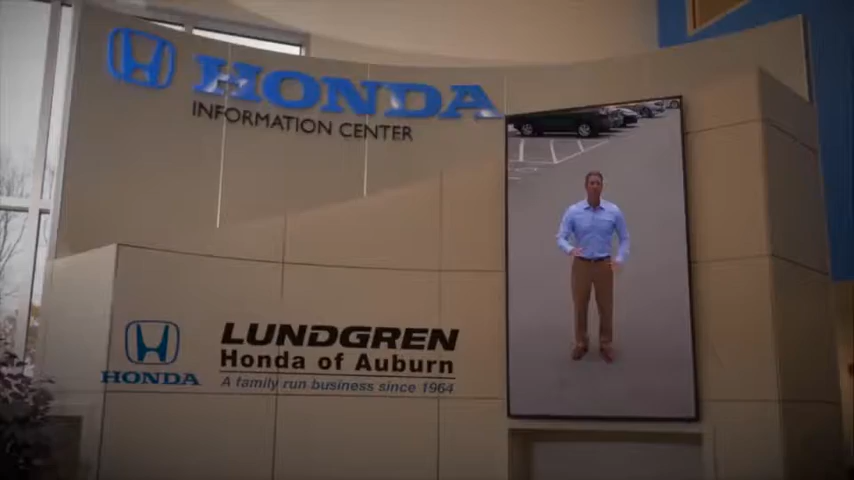 HONDA
INFORMATION CENTER
LUNDGREN
Honda of Auburn
HONDA
A family run business since 1964